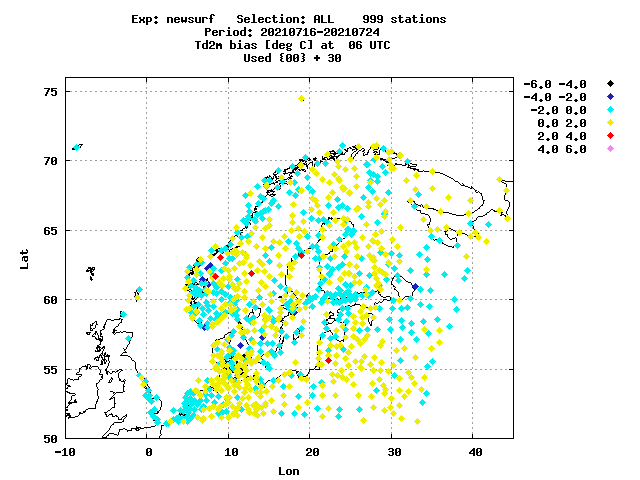 Exp: newsurf Selection: ALL 999 stations
Period: 20210716-20210724
Td2m bias [deg C] at 06 UTC
Used {00} + 30
-6.0 -4.0
-4.0 -2.0
-2.0 0.0
0.0 2.0
2.0 4.0
4.0 6.0
75
70
65
60
55
50
Lat
-10 0 10 20 30 40
Lon